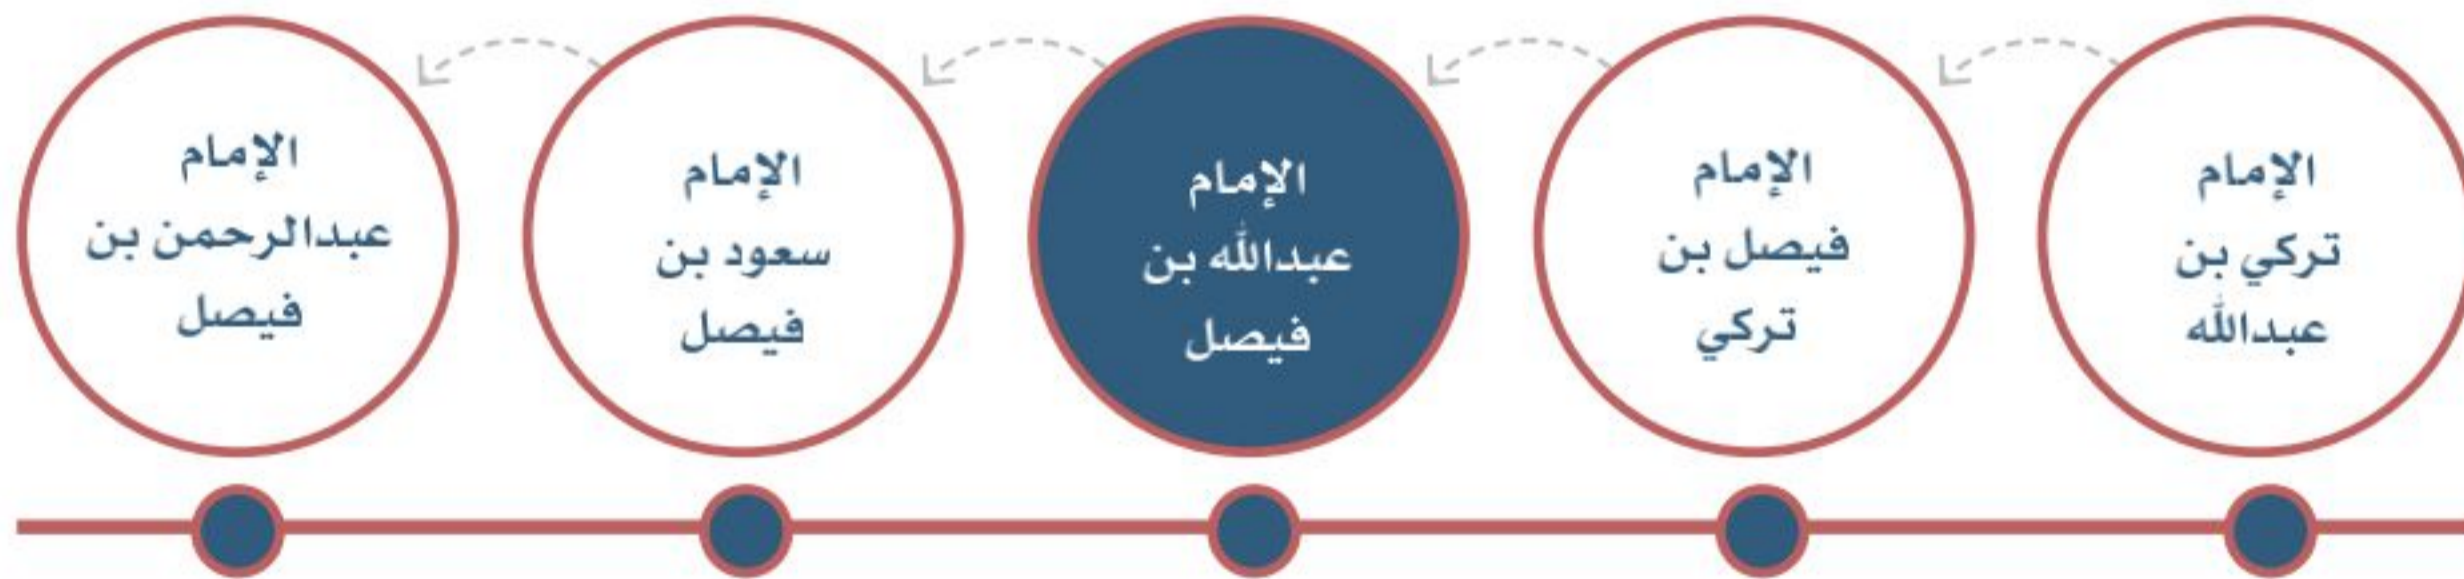 الإمام
تركي بن
عبدالله
الإمام
فيصل بن
تركي
الإمام
عبدالله بن
فيصل
الإمام
سعود بن
فيصل
الإمام
عبدالرحمن بن
فيصل